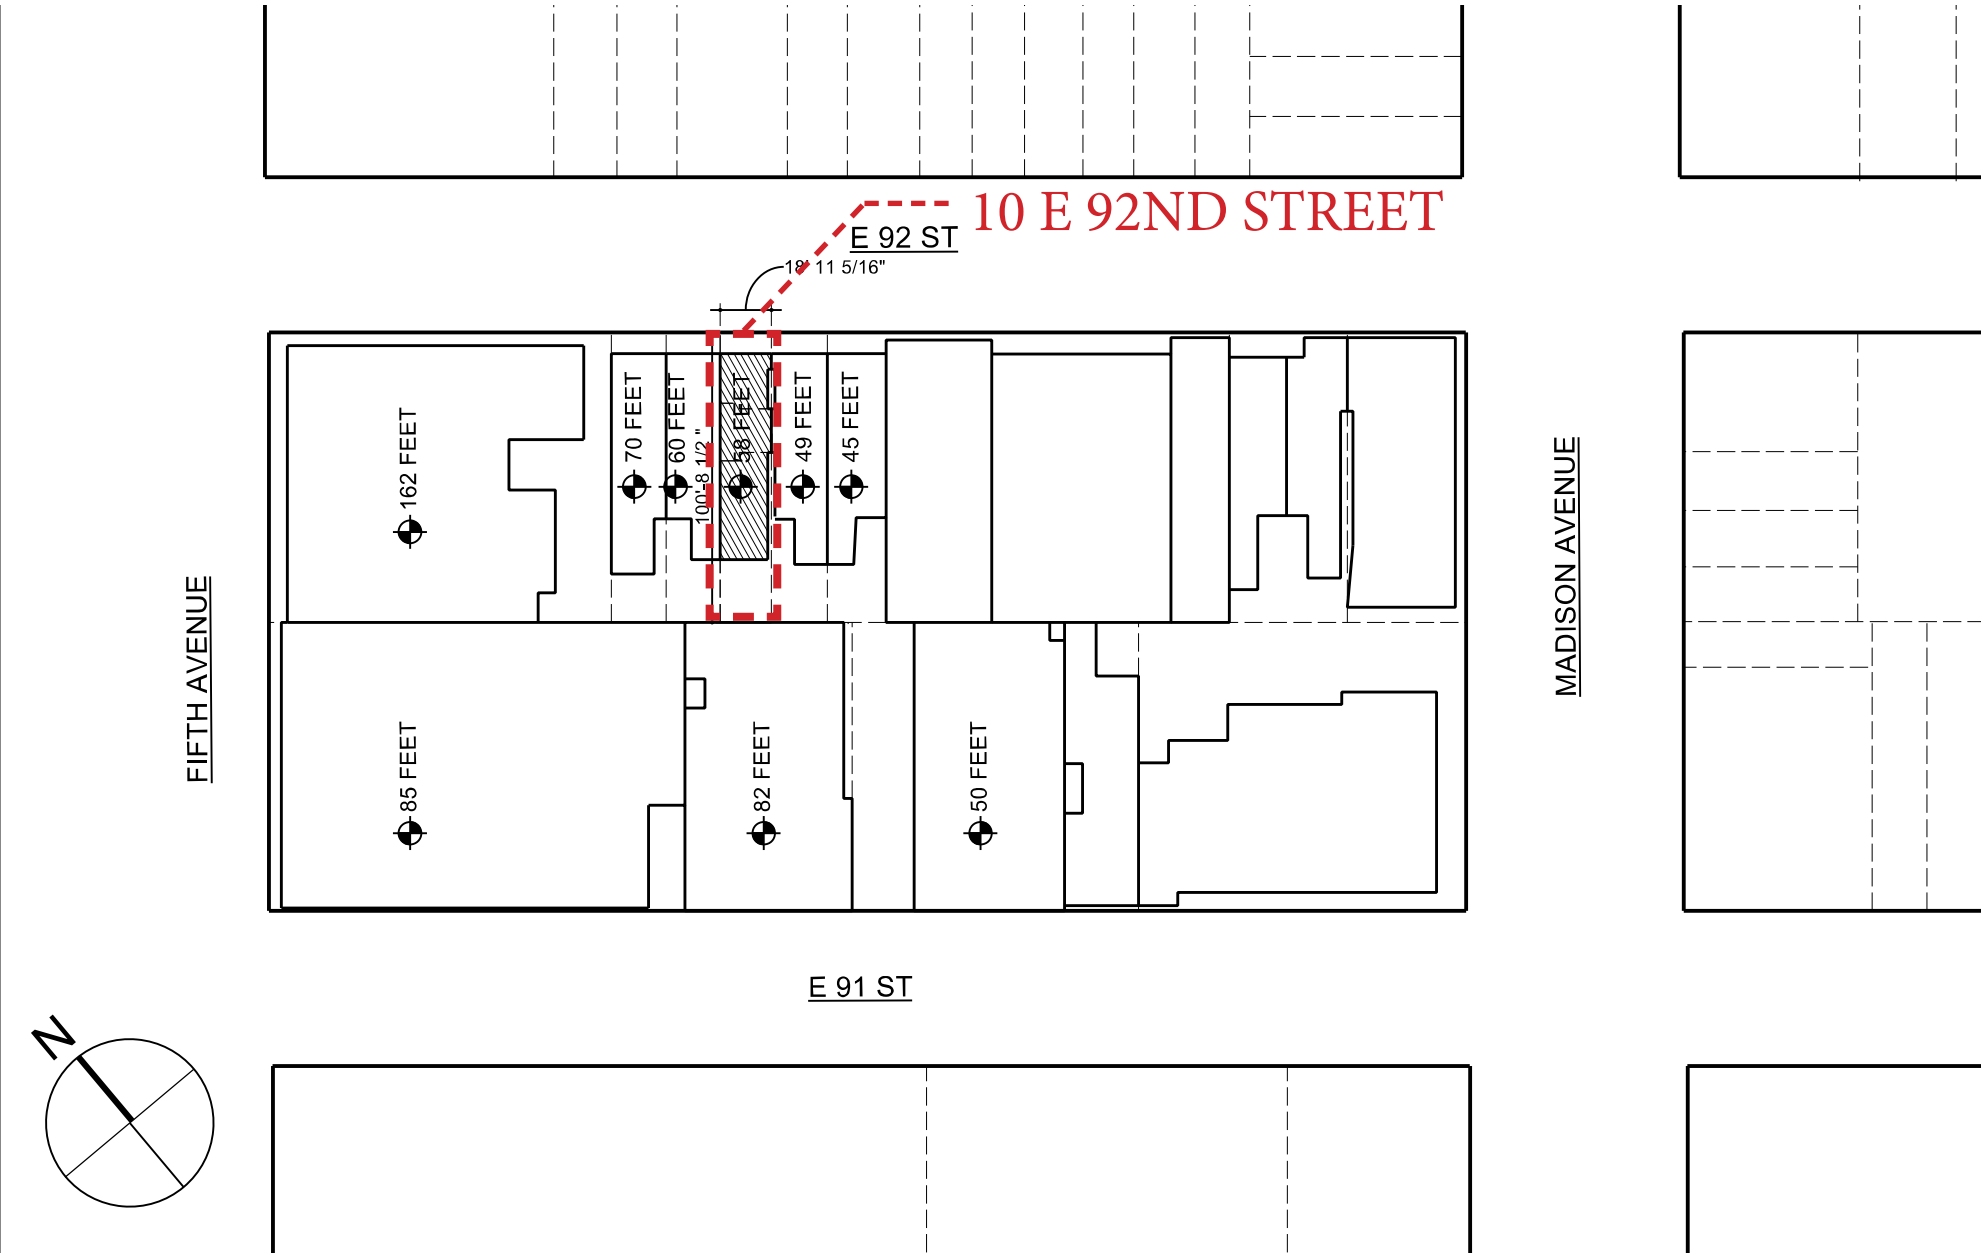 10 E 92ND STREET
E 92 ST
18' 11 5/16"
162 FEET
70 FEET
60 FEET
100'-8 1/2 "
58 FEET
49 FEET
45 FEET
FIFTH AVENUE
MADISON AVENUE
85 FEET
82 FEET
50 FEET
E 91 ST
N